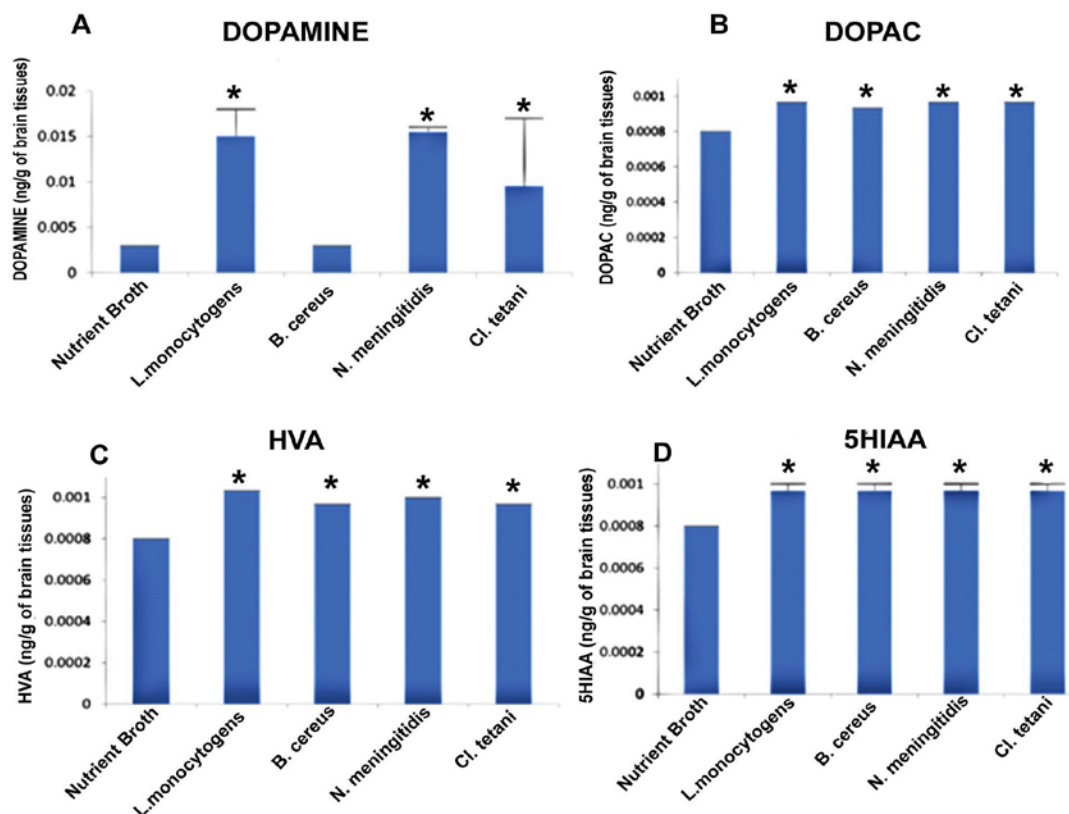 A
DOPAMINE
DOPAMINE (ng/g of brain tissues)
0.02
0.015
0.01
0.005
0
*
*
*
Nutrient Broth
L.monocytogens
B. cereus
N. meningitidis
Cl. tetani
B
DOPAC
DOPAC (ng/g of brain tissues)
0.001
0.0008
0.0006
0.0004
0.0002
0
*
*
*
*
Nutrient Broth
L.monocytogens
B. cereus
N. meningitidis
Cl. tetani
C
HVA
HVA (ng/g of brain tissues)
0.001
0.0008
0.0006
0.0004
0.0002
0
*
*
*
*
Nutrient Broth
L.monocytogens
B. cereus
N. meningitidis
Cl. tetani
D
5HIAA
5HIAA (ng/g of brain tissues)
0.001
0.0008
0.0006
0.0004
0.0002
0
*
*
*
*
Nutrient Broth
L.monocytogens
B. cereus
N. meningitidis
Cl. tetani